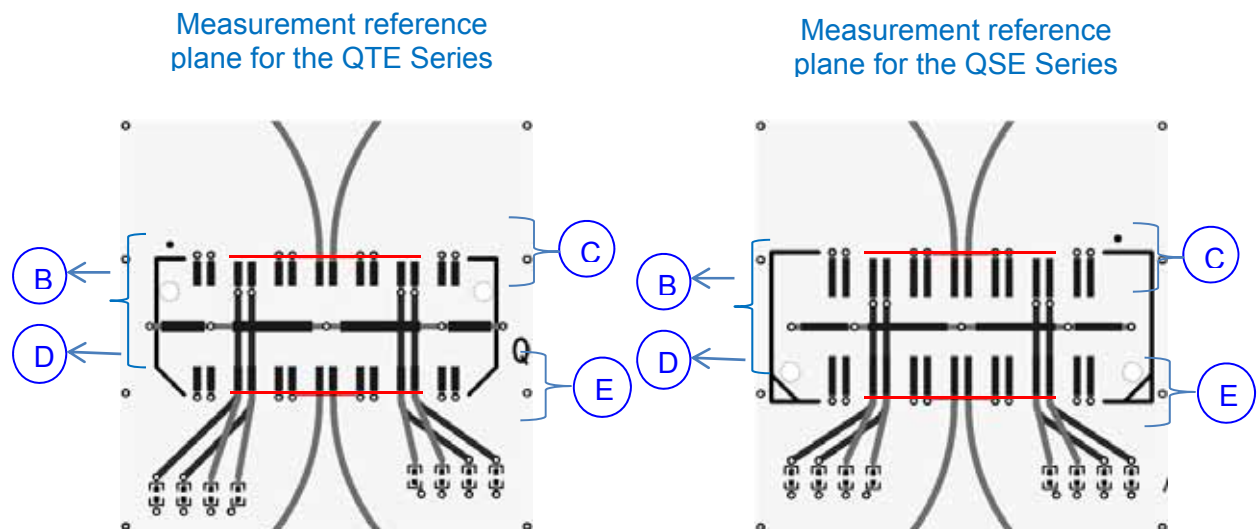 Measurement reference
plane for the QTE Series
Measurement reference
plane for the QSE Series
B
C
D
E
Q
B
C
D
E